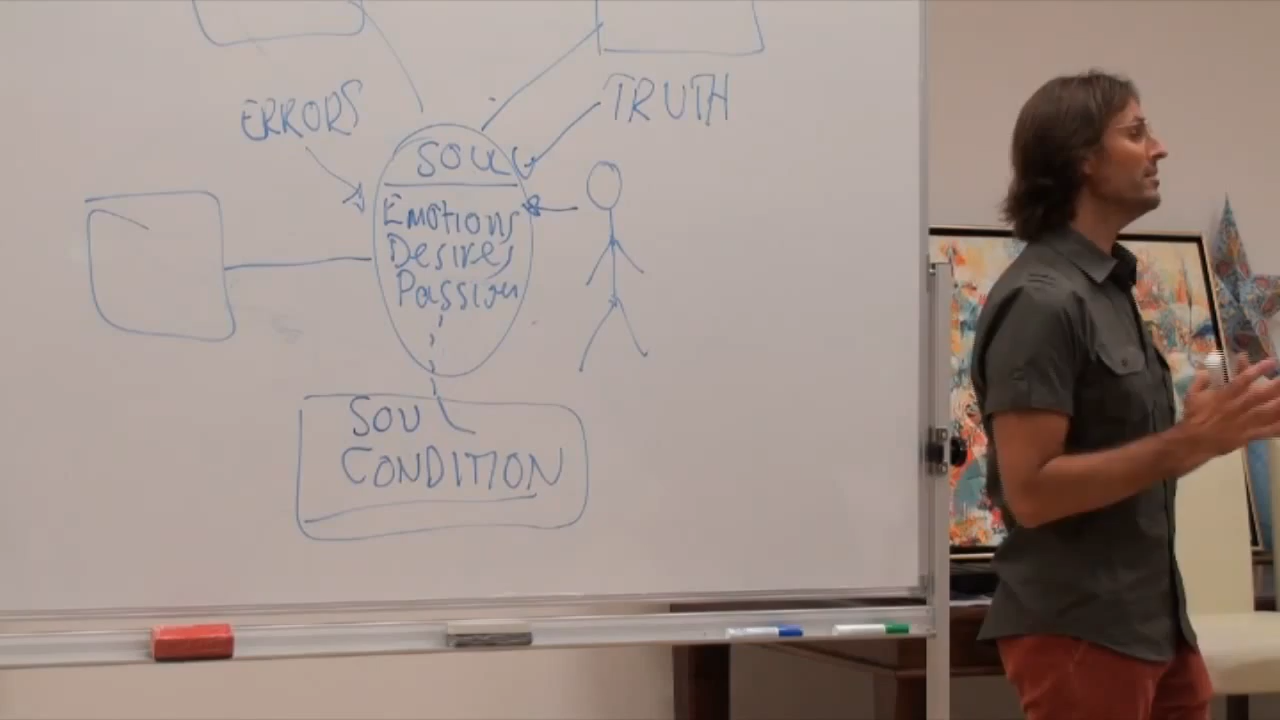 ERRORS
TRUTH
SOUL
Emotions
Desires
Passion
SOUL
CONDITION